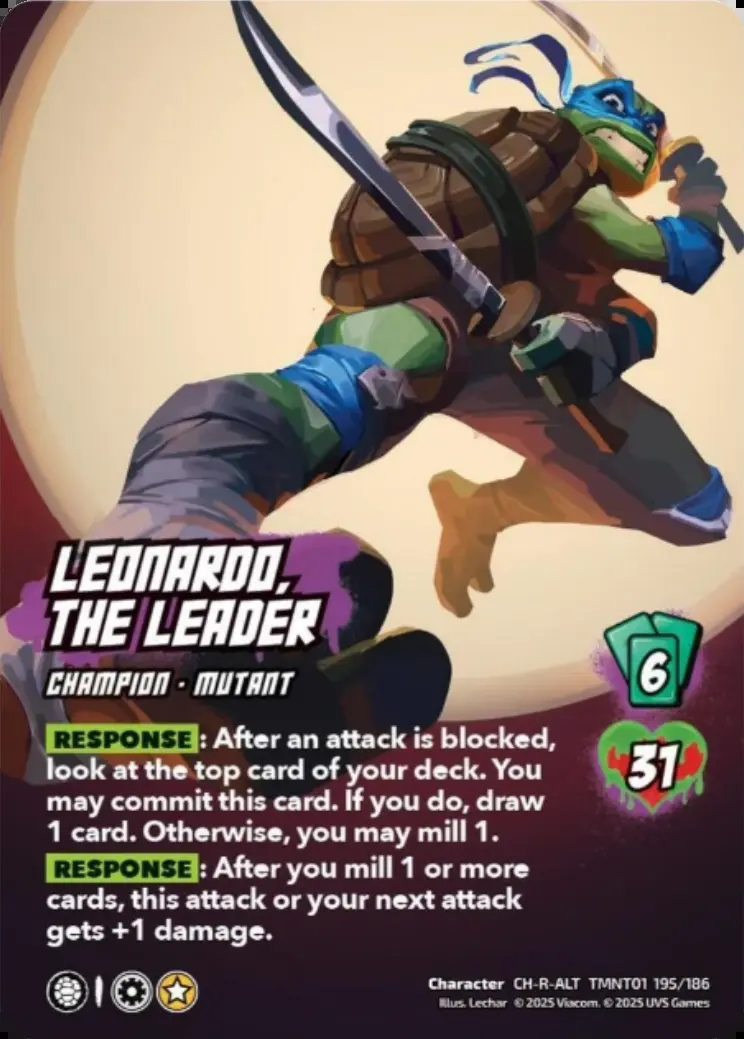 LEONARDO,
THE LEADER
CHAMPION · MUTANT
6
31
RESPONSE: After an attack is blocked,
look at the top card of your deck. You
may commit this card. If you do, draw
1 card. Otherwise, you may mill 1.
RESPONSE: After you mill 1 or more
cards, this attack or your next attack
gets +1 damage.
Character CH-R-ALT TMNT01 195/186
Illus. Lechar © 2025 Viacom. © 2025 UVS Games